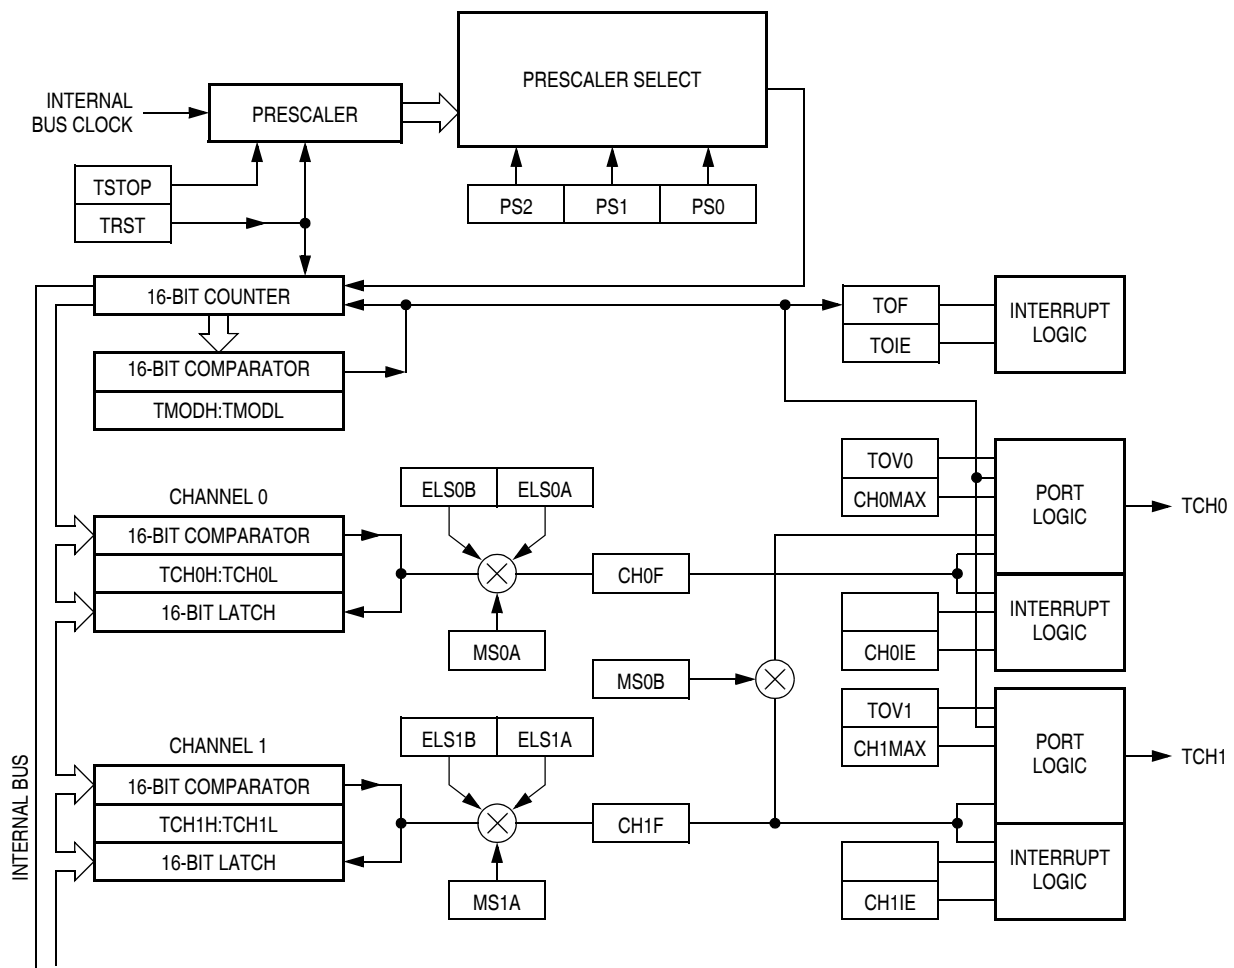 PRESCALER SELECT
INTERNAL
BUS CLOCK
PRESCALER
TSTOP
TRST
PS2
PS1
PS0
16-BIT COUNTER
TOF
TOIE
INTERRUPT
LOGIC
16-BIT COMPARATOR
TMODH:TMODL
TOV0
CH0MAX
PORT
LOGIC
TCH0
CHANNEL 0
ELS0B
ELS0A
16-BIT COMPARATOR
TCH0H:TCH0L
16-BIT LATCH
CH0F
MS0A
INTERRUPT
LOGIC
CH0IE
MS0B
TOV1
CH1MAX
PORT
LOGIC
TCH1
CHANNEL 1
ELS1B
ELS1A
16-BIT COMPARATOR
TCH1H:TCH1L
16-BIT LATCH
CH1F
MS1A
INTERRUPT
LOGIC
CH1IE
INTERNAL BUS